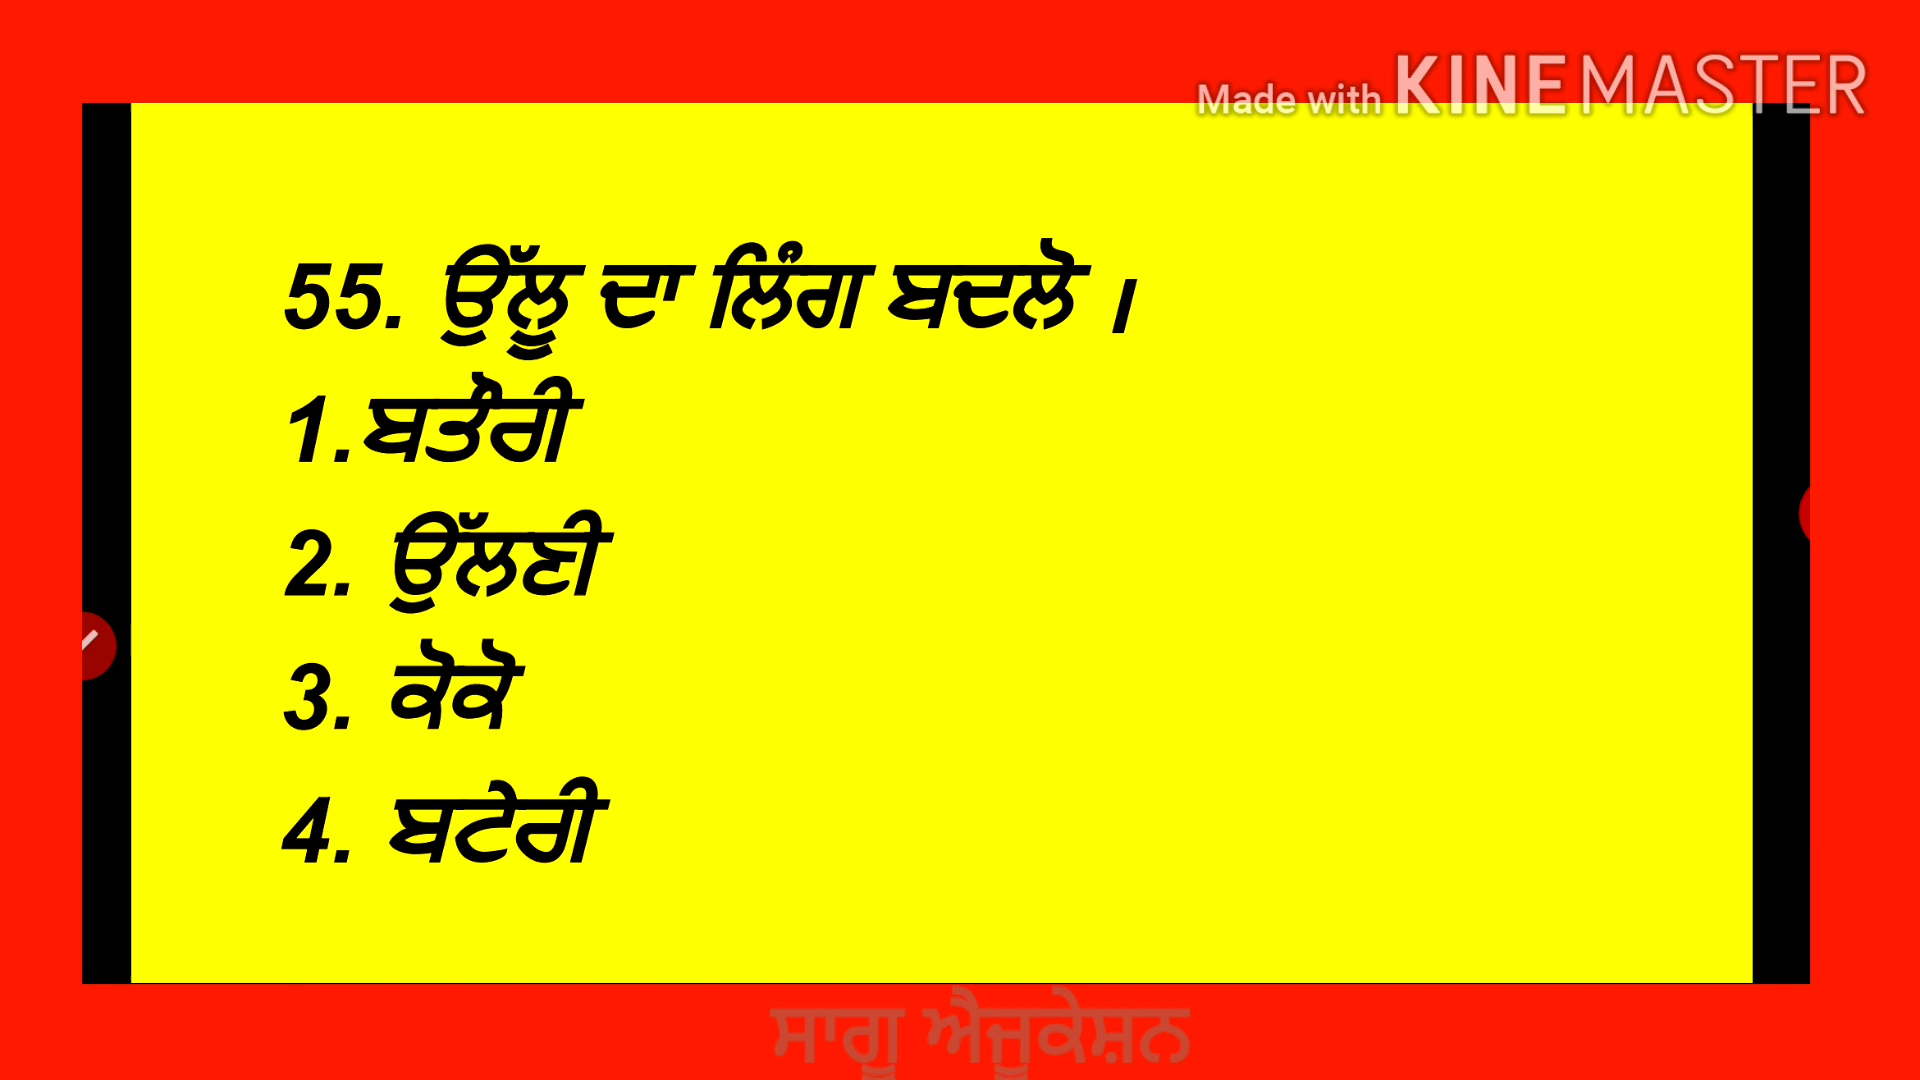 Made with KINEMASTER
55. ਉੱਲੂ ਦਾ ਲਿੰਗ ਬਦਲੋ ।
1.ਬਤੌਰੀ
2. ਉੱਲਣੀ
3. ਕੋਕੋ
4. ਬਟੇਰੀ
ਸਾਗੂ ਐਜੂਕੇਸ਼ਨ